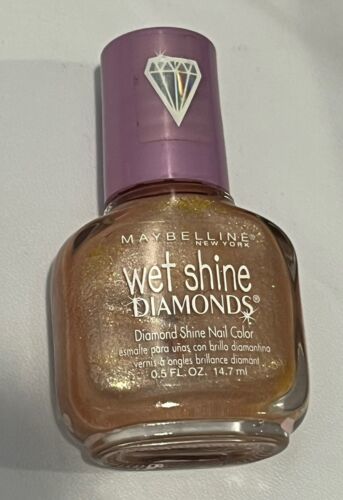 MAYBELLINE
NEW YORK
wet shine
DIAMONDS®
Diamond Shine Nail Color
esmalte para uñas con brillo diamantino
vernis à ongles brillance diamant
0.5 FL. OZ. 14.7 ml